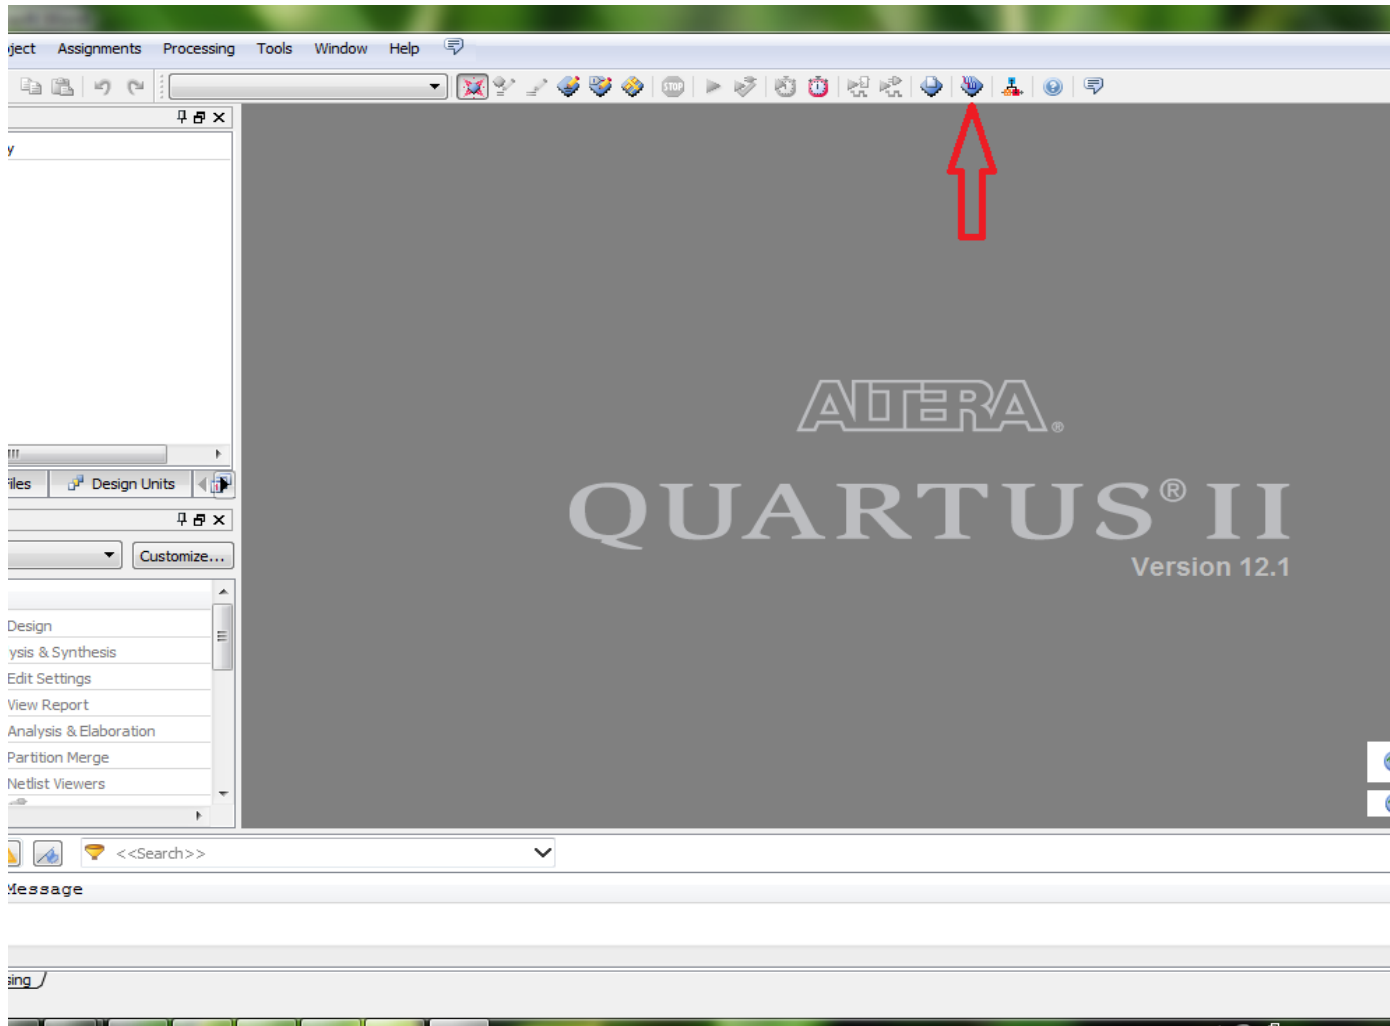 ject Assignments Processing Tools Window Help
STOP
y
iles Design Units
Customize...
Design
ysis & Synthesis
Edit Settings
View Report
Analysis & Elaboration
Partition Merge
Netlist Viewers
ALTERA®
QUARTUS® II
Version 12.1
<<Search>>
Message
sing